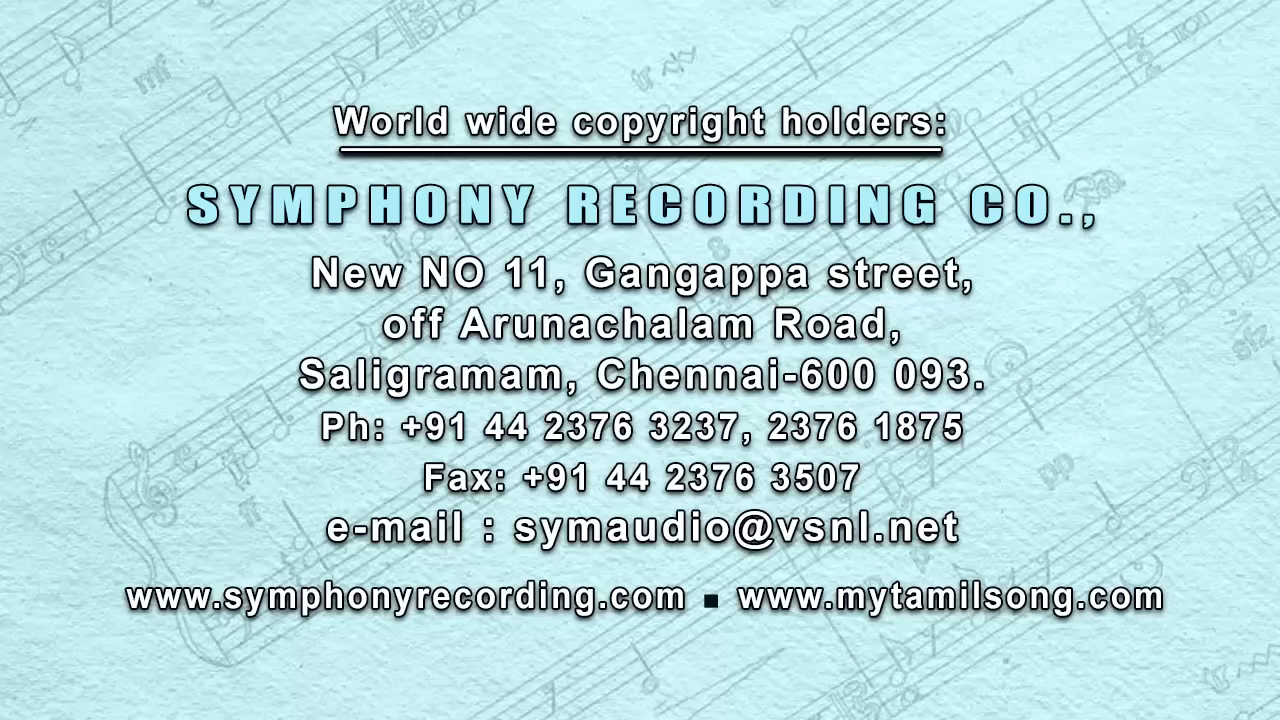 World wide copyright holders:
SYMPHONY RECORDING CO.,
New NO 11, Gangappa street,
off Arunachalam Road,
Saligramam, Chennai-600 093.
Ph: +91 44 2376 3237, 2376 1875
Fax: +91 44 2376 3507
e-mail : symaudio@vsnl.net
www.symphonyrecording.com ▪ www.mytamilsong.com